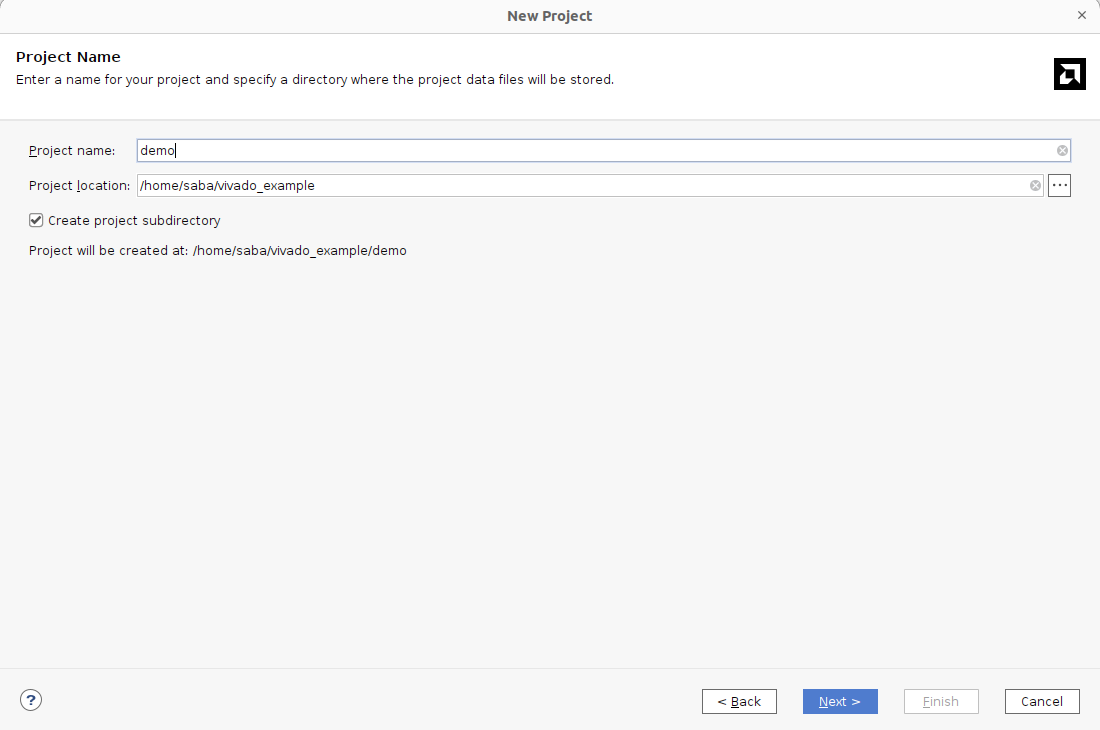 New Project
Project Name
Enter a name for your project and specify a directory where the project data files will be stored.
Project name: demo
Project location: /home/saba/vivado_example
Create project subdirectory
Project will be created at: /home/saba/vivado_example/demo
? < Back Next > Finish Cancel